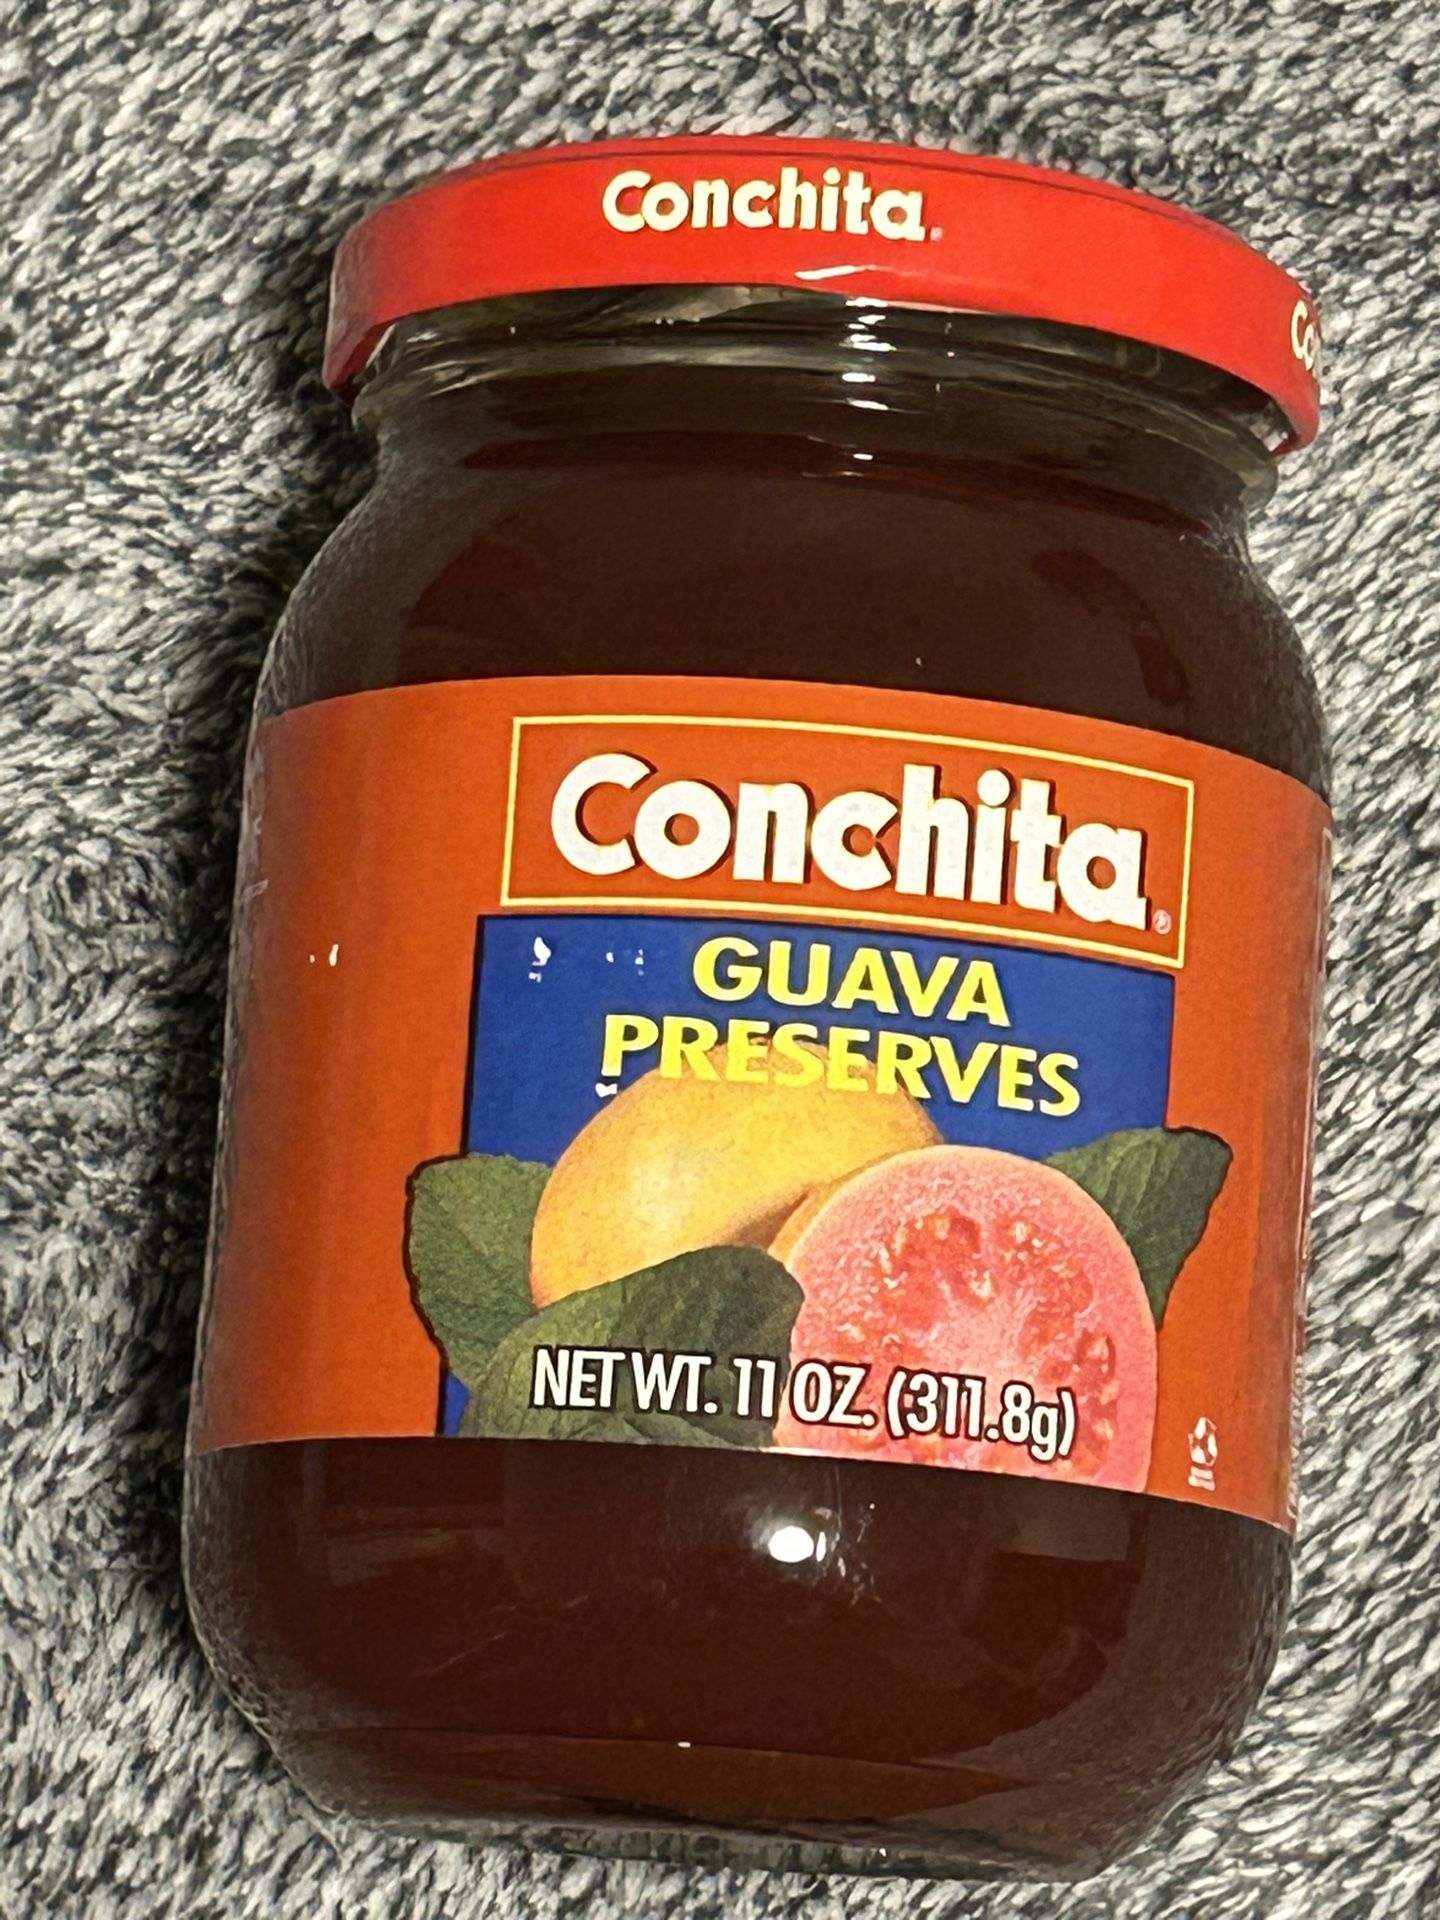 Conchita
Conchita®
GUAVA
PRESERVES
NET WT. 11 OZ. (311.8g)